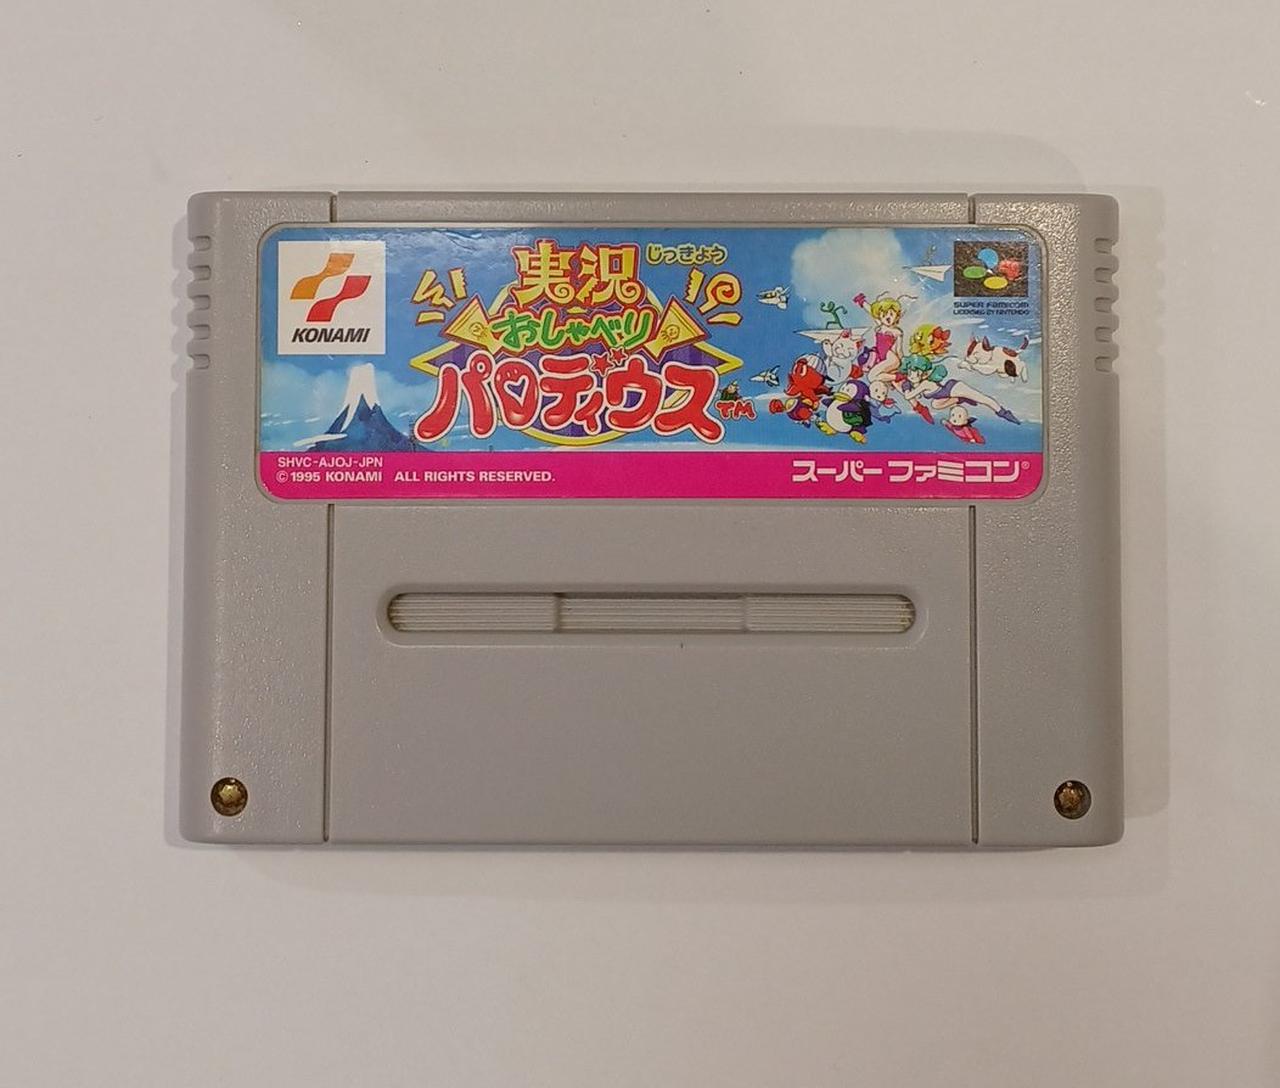 KONAMI
実況
じっきょう
おしゃべり
パロディウス™
SUPER FAMICOM
LICENSED BY NINTENDO
SHVC-AJOJ-JPN
© 1995 KONAMI ALL RIGHTS RESERVED.
スーパーファミコン®